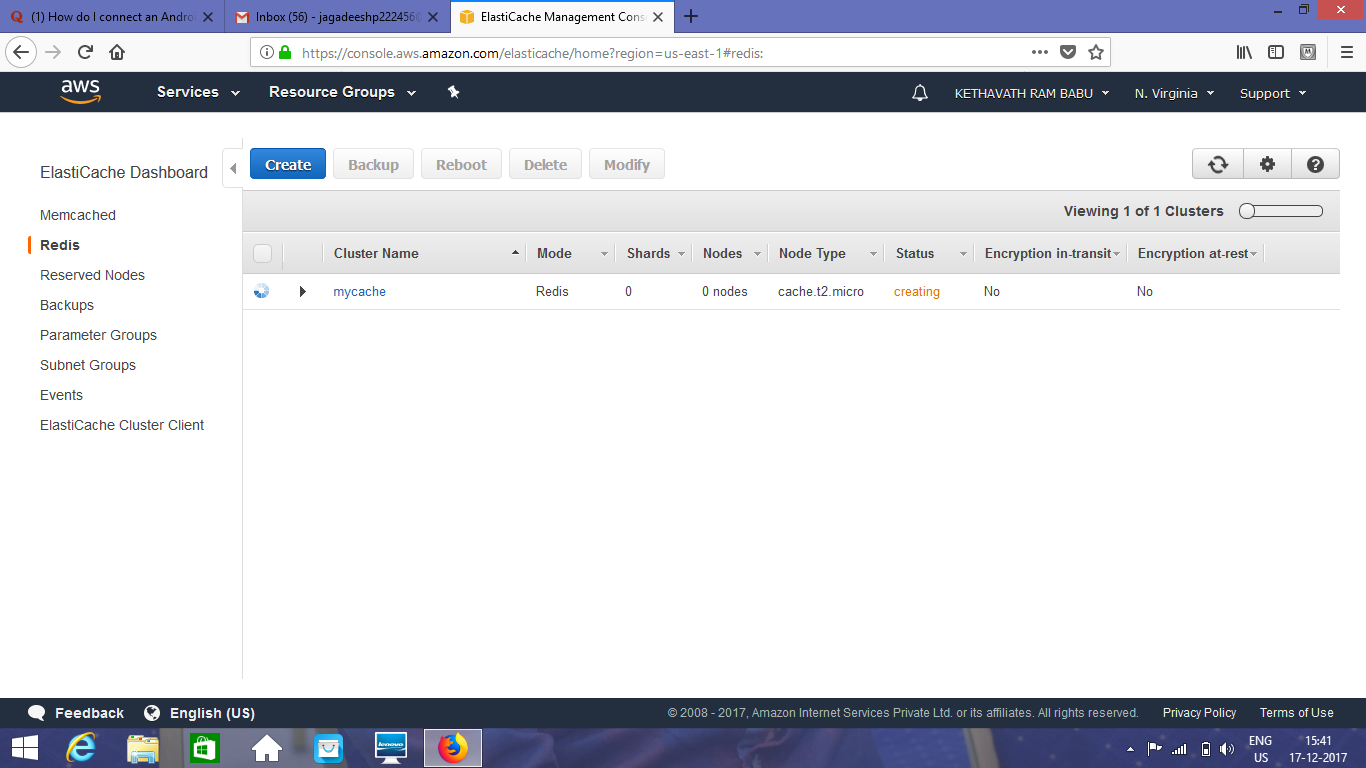 (1) How do I connect an Andro
Inbox (56) - jagadeeshp222456@
ElastiCache Management Cons
https://console.aws.amazon.com/elasticache/home?region=us-east-1#redis:
aws
Services
Resource Groups
KETHAVATH RAM BABU
N. Virginia
Support
ElastiCache Dashboard
Memcached
Redis
Reserved Nodes
Backups
Parameter Groups
Subnet Groups
Events
ElastiCache Cluster Client
Create Backup Reboot Delete Modify
Viewing 1 of 1 Clusters
Cluster Name Mode Shards Nodes Node Type Status Encryption in-transit Encryption at-rest
mycache Redis 0 0 nodes cache.t2.micro creating No No
Feedback English (US)
© 2008 - 2017, Amazon Internet Services Private Ltd. or its affiliates. All rights reserved. Privacy Policy Terms of Use
lenovo
ENG
US
15:41
17-12-2017